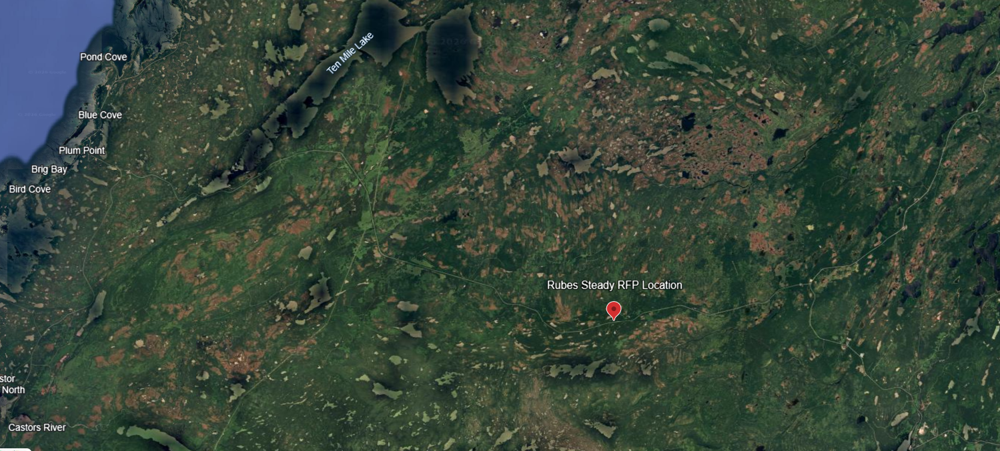 Ten Mile Lake
Pond Cove
Blue Cove
Plum Point
Brig Bay
Bird Cove
Rubes Steady RFP Location
stor
North
Castors River